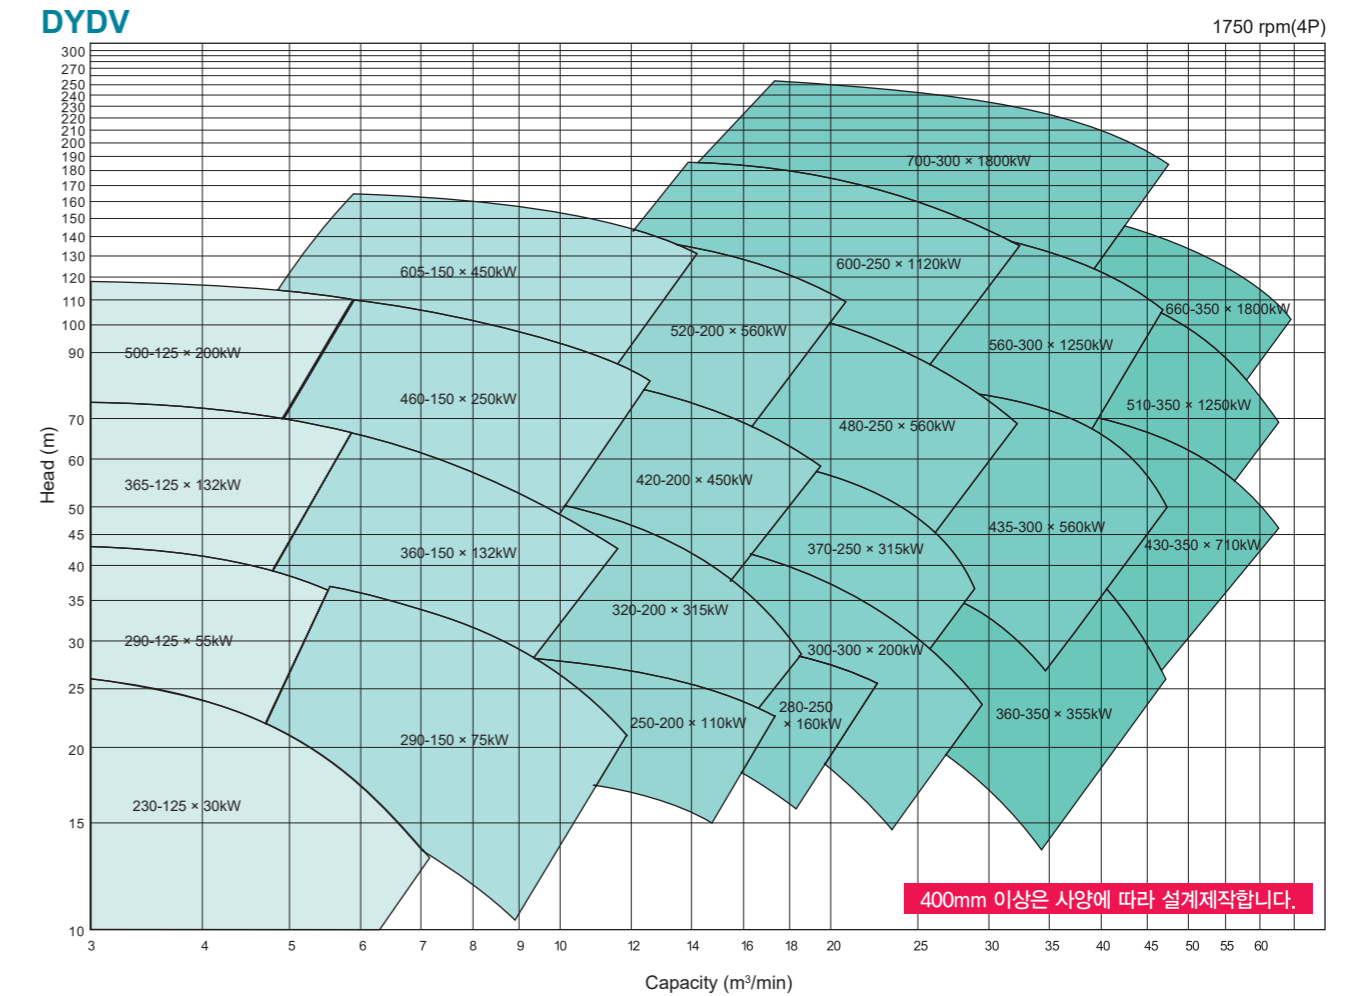 DYDV
1750 rpm(4P)
300
270
250
240
230
220
210
200
190
180
170
160
150
140
130
120
110
100
90
70
60
50
45
40
35
30
25
20
15
10
Head (m)
700-300 × 1800kW
600-250 × 1120kW
605-150 × 450kW
660-350 × 1800kW
520-200 × 560kW
560-300 × 1250kW
500-125 × 200kW
460-150 × 250kW
510-350 × 1250kW
480-250 × 560kW
420-200 × 450kW
365-125 × 132kW
435-300 × 560kW
430-350 × 710kW
370-250 × 315kW
360-150 × 132kW
320-200 × 315kW
290-125 × 55kW
300-300 × 200kW
280-250
× 160kW
360-350 × 355kW
250-200 × 110kW
290-150 × 75kW
230-125 × 30kW
400mm 이상은 사양에 따라 설계제작합니다.
3 4 5 6 7 8 9 10 12 14 16 18 20 25 30 35 40 45 50 55 60
Capacity (m³/min)